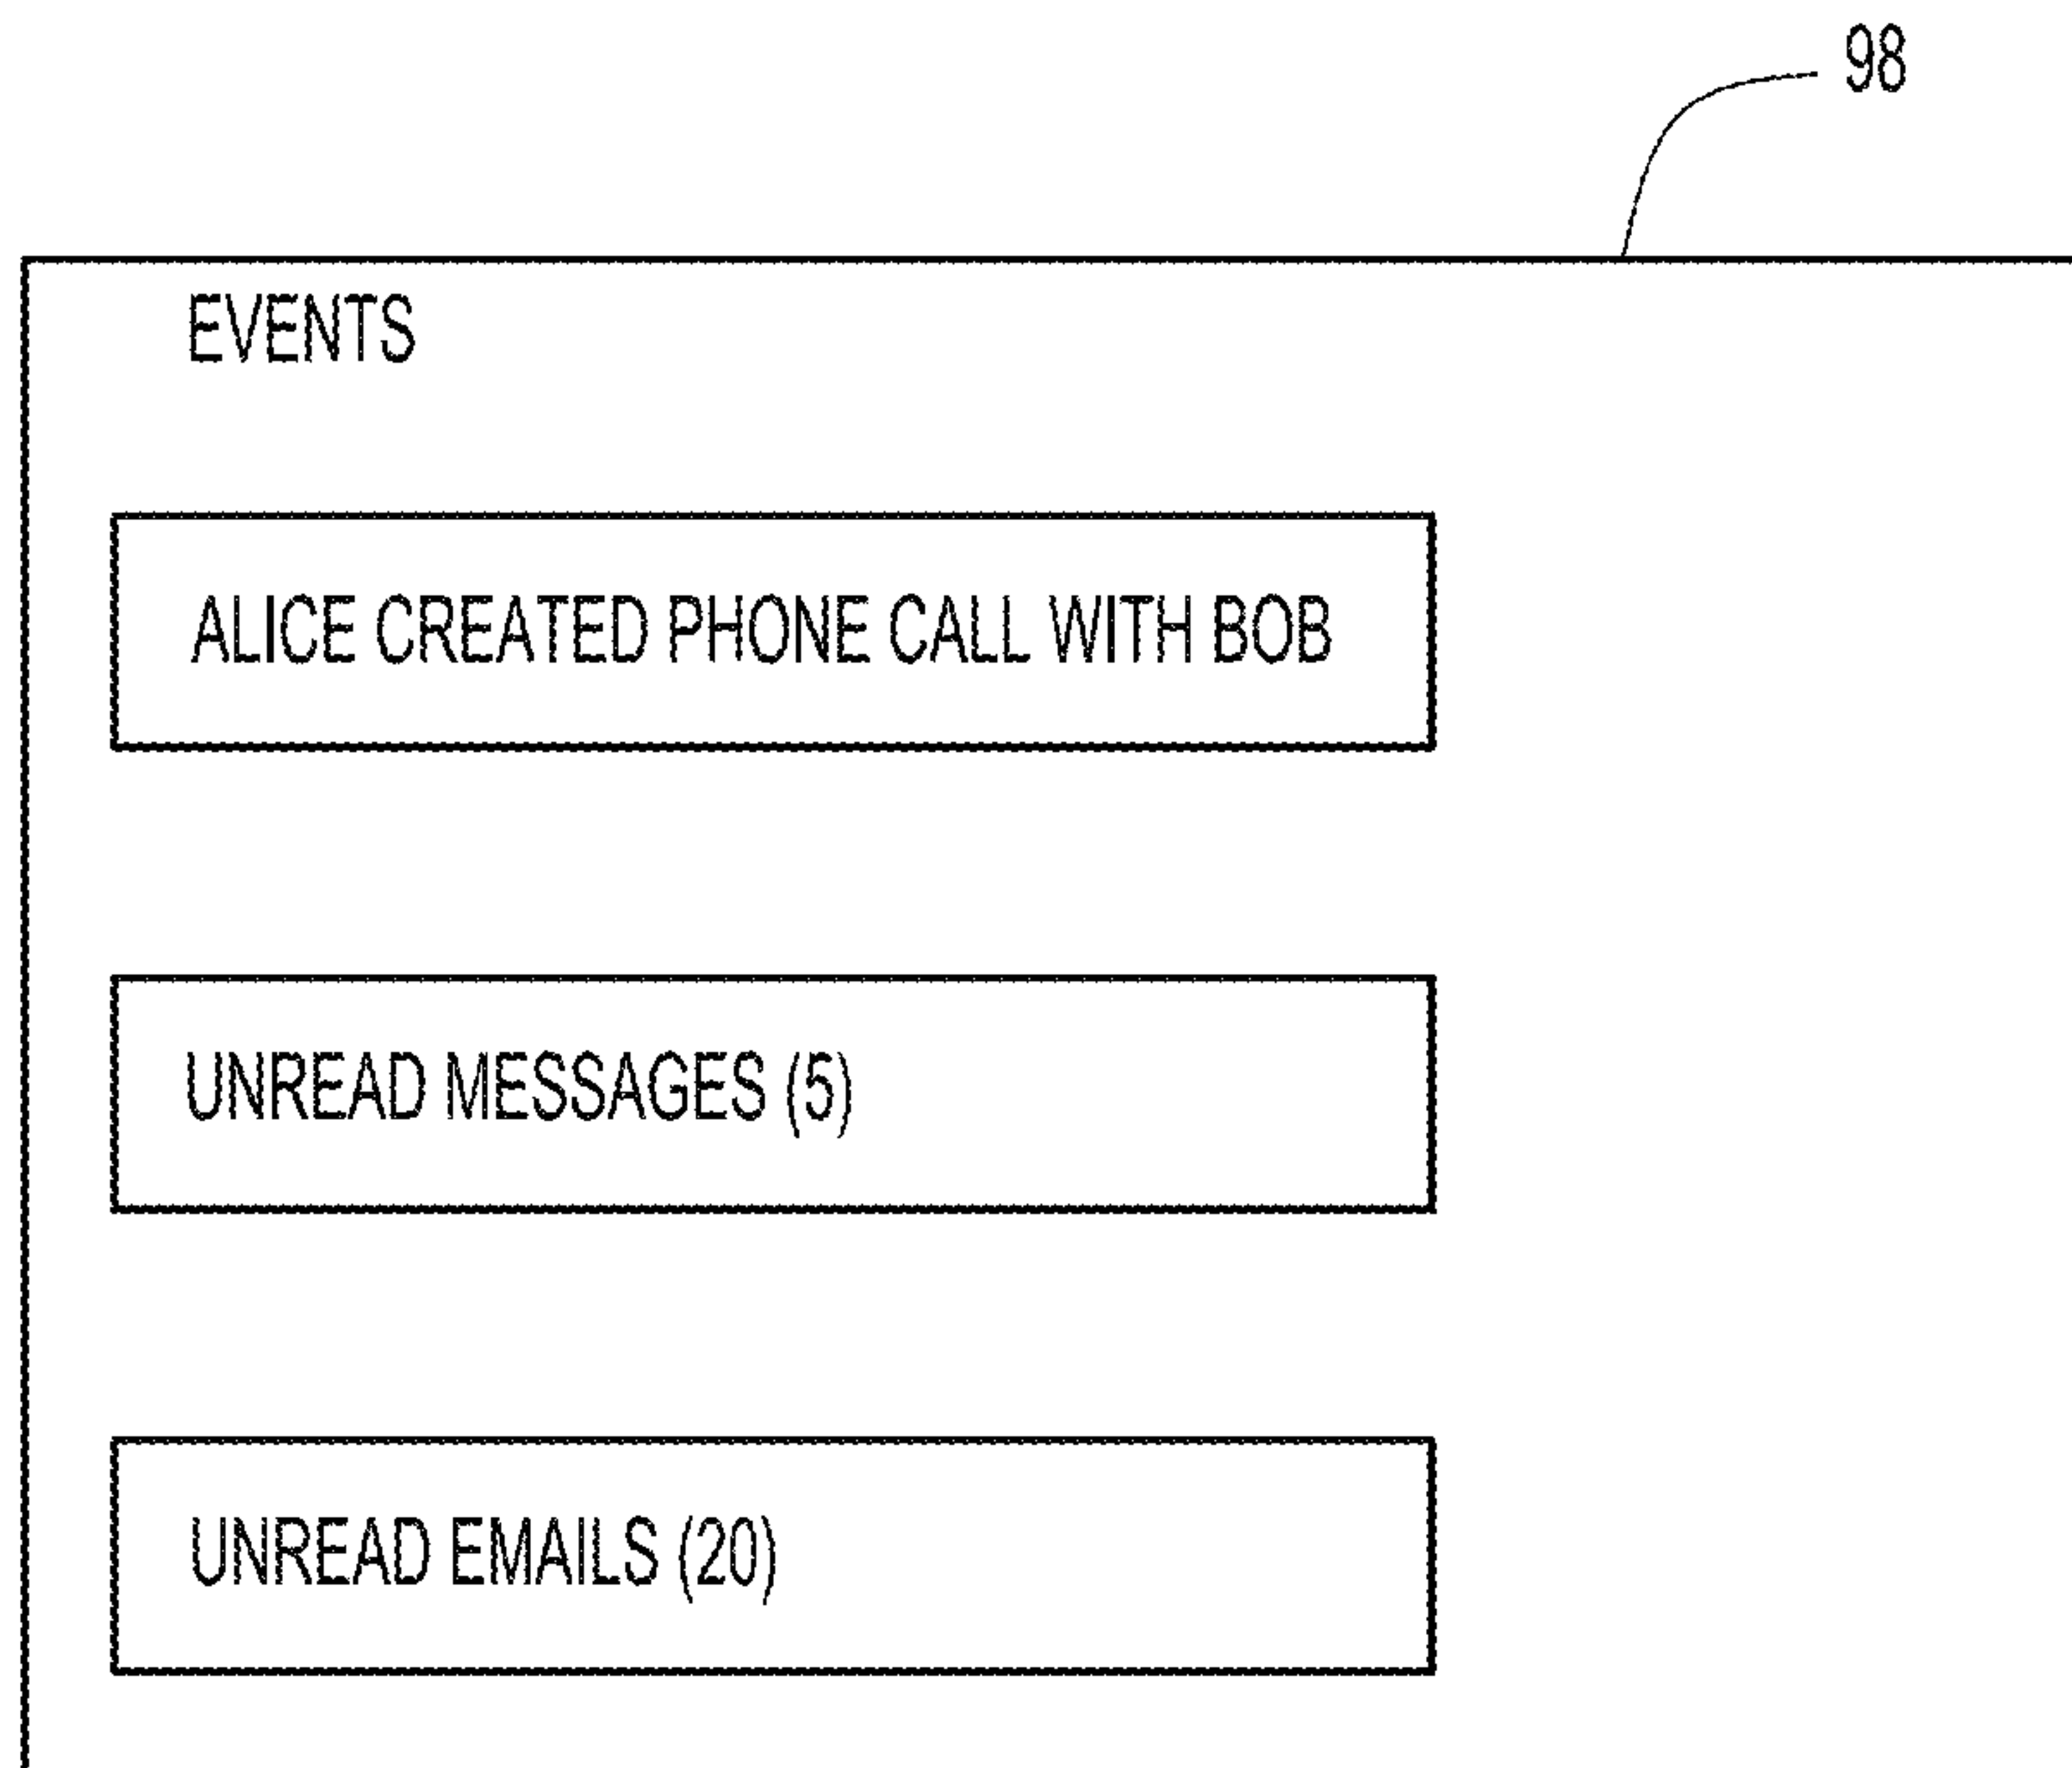 98
EVENTS
ALICE CREATED PHONE CALL WITH BOB
UNREAD MESSAGES (5)
UNREAD EMAILS (20)